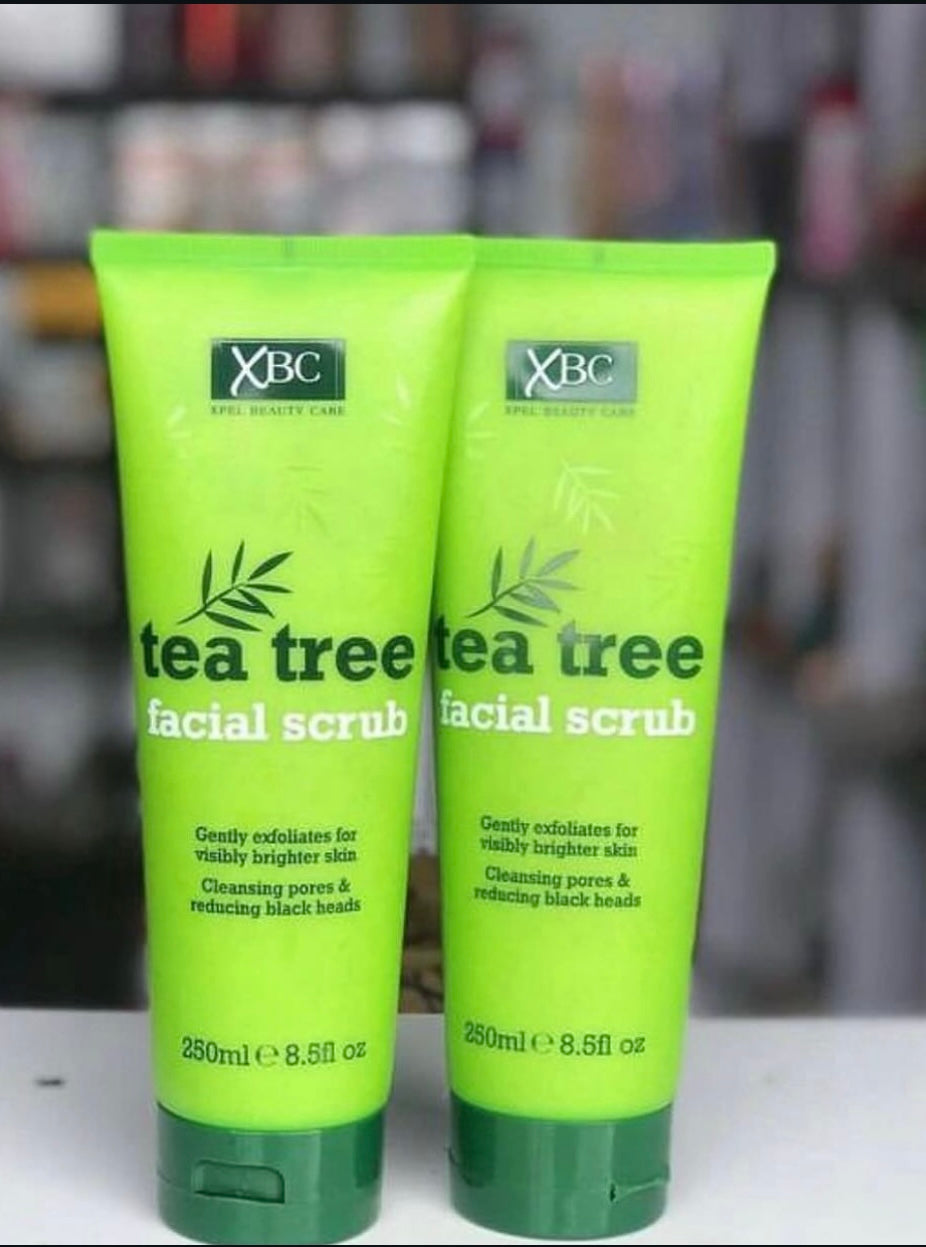 XBC
XPEL BEAUTY CARE
tea tree
facial scrub
Gently exfoliates for
visibly brighter skin
Cleansing pores &
reducing black heads
250ml ℮ 8.5fl oz
XBC
XPEL BEAUTY CARE
tea tree
facial scrub
Gently exfoliates for
visibly brighter skin
Cleansing pores &
reducing black heads
250ml ℮ 8.5fl oz